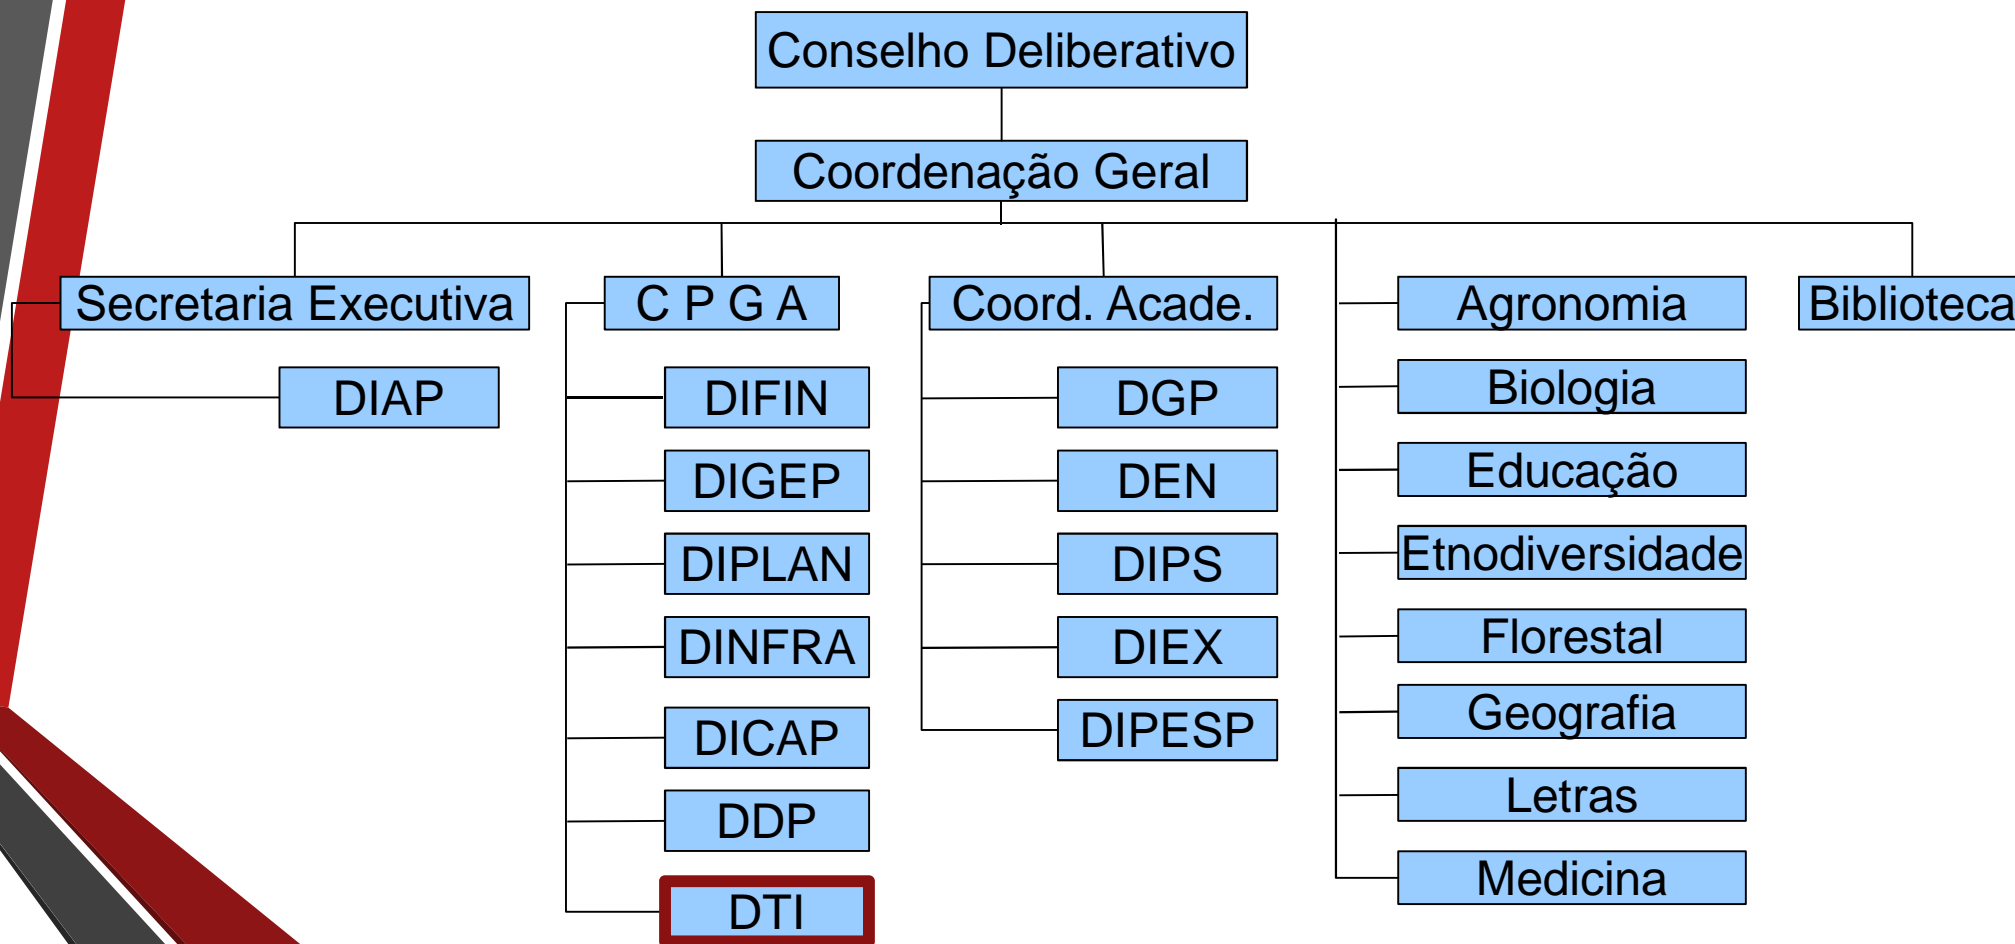 Conselho Deliberativo
Coordenação Geral
Secretaria Executiva
DIAP
C P G A
DIFIN
DIGEP
DIPLAN
DINFRA
DICAP
DDP
DTI
Coord. Acade.
DGP
DEN
DIPS
DIEX
DIPESP
Agronomia
Biologia
Educação
Etnodiversidade
Florestal
Geografia
Letras
Medicina
Biblioteca